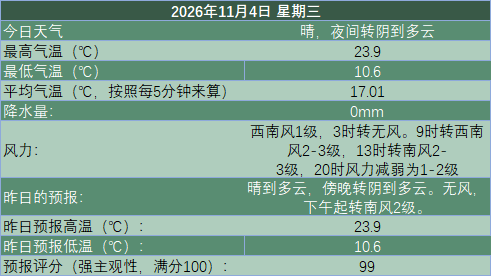 2026年11月4日 星期三
今日天气 晴，夜间转阴到多云
最高气温（℃） 23.9
最低气温（℃） 10.6
平均气温（℃，按照每5分钟来算） 17.01
降水量： 0mm
风力：
西南风1级，3时转无风。9时转西南
风2-3级，13时转南风2-
3级，20时风力减弱为1-2级
昨日的预报：
晴到多云，傍晚转阴到多云。无风，
下午起转南风2级。
昨日预报高温（℃）： 23.9
昨日预报低温（℃）： 10.6
预报评分（强主观性，满分100）： 99